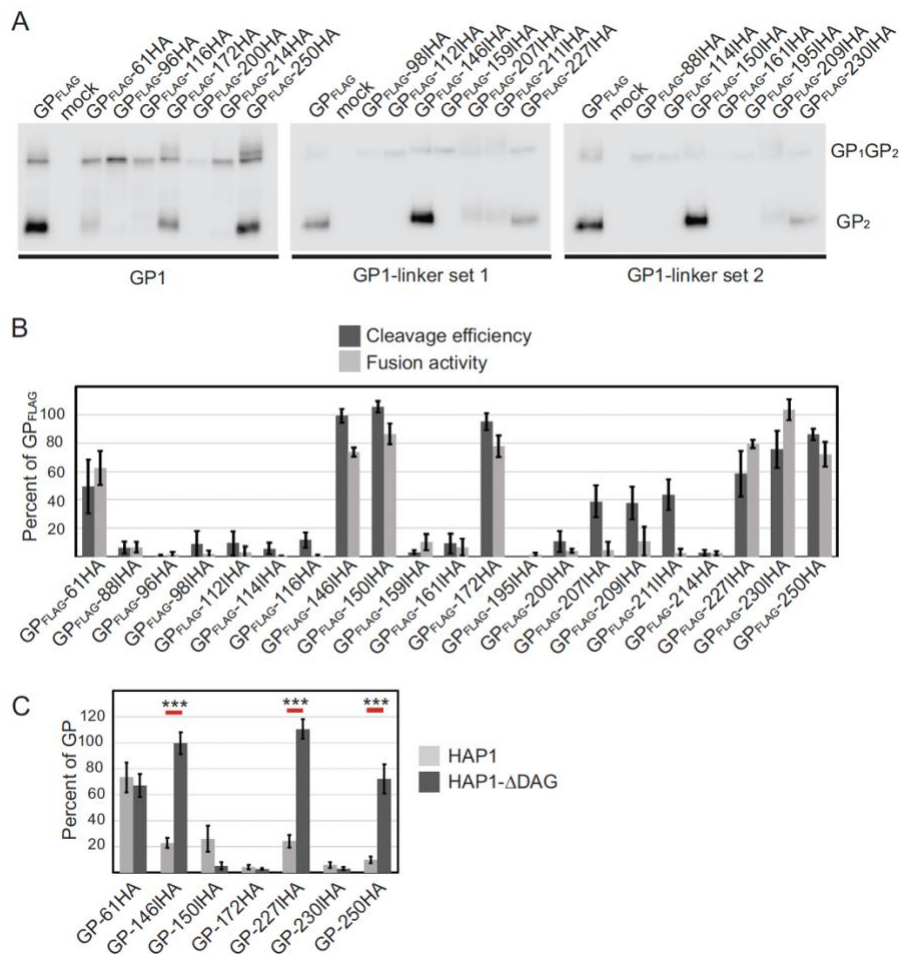 A
GPFLAG
mock
GPFLAG-61HA
GPFLAG-96HA
GPFLAG-116HA
GPFLAG-172HA
GPFLAG-200HA
GPFLAG-214HA
GPFLAG-250HA
GPFLAG
mock
GPFLAG-98lHA
GPFLAG-112lHA
GPFLAG-146lHA
GPFLAG-159lHA
GPFLAG-207lHA
GPFLAG-211lHA
GPFLAG-227lHA
GPFLAG
mock
GPFLAG-88lHA
GPFLAG-114lHA
GPFLAG-150lHA
GPFLAG-161lHA
GPFLAG-195lHA
GPFLAG-209lHA
GPFLAG-230lHA
GP1GP2
GP2
GP1
GP1-linker set 1
GP1-linker set 2
B
Cleavage efficiency
Fusion activity
Percent of GPFLAG
100
80
60
40
20
GPFLAG-61HA
GPFLAG-88lHA
GPFLAG-96HA
GPFLAG-98lHA
GPFLAG-112lHA
GPFLAG-114lHA
GPFLAG-116HA
GPFLAG-146lHA
GPFLAG-150lHA
GPFLAG-159lHA
GPFLAG-161lHA
GPFLAG-172HA
GPFLAG-195lHA
GPFLAG-200HA
GPFLAG-207lHA
GPFLAG-209lHA
GPFLAG-211lHA
GPFLAG-214HA
GPFLAG-227lHA
GPFLAG-230lHA
GPFLAG-250HA
C
Percent of GP
120
100
80
60
40
20
***
***
***
HAP1
HAP1-ΔDAG
GP-61HA
GP-146lHA
GP-150lHA
GP-172HA
GP-227lHA
GP-230lHA
GP-250HA